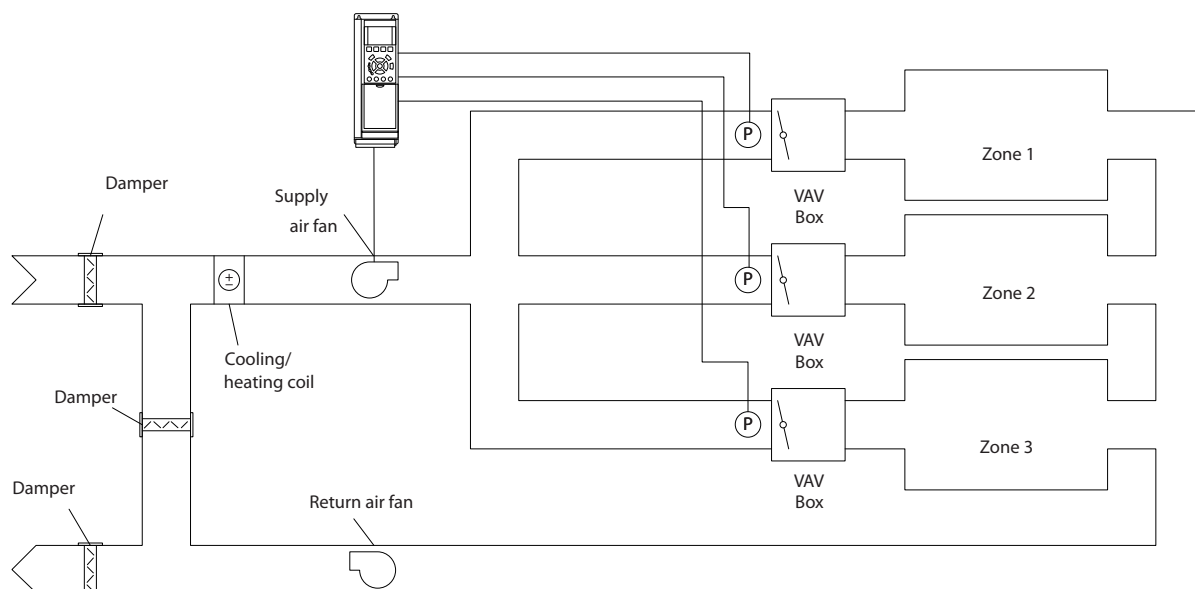 Damper
Supply
air fan
P
Zone 1
VAV
Box
±
P
Zone 2
Cooling/
heating coil
VAV
Box
Damper
P
Zone 3
VAV
Box
Damper
Return air fan